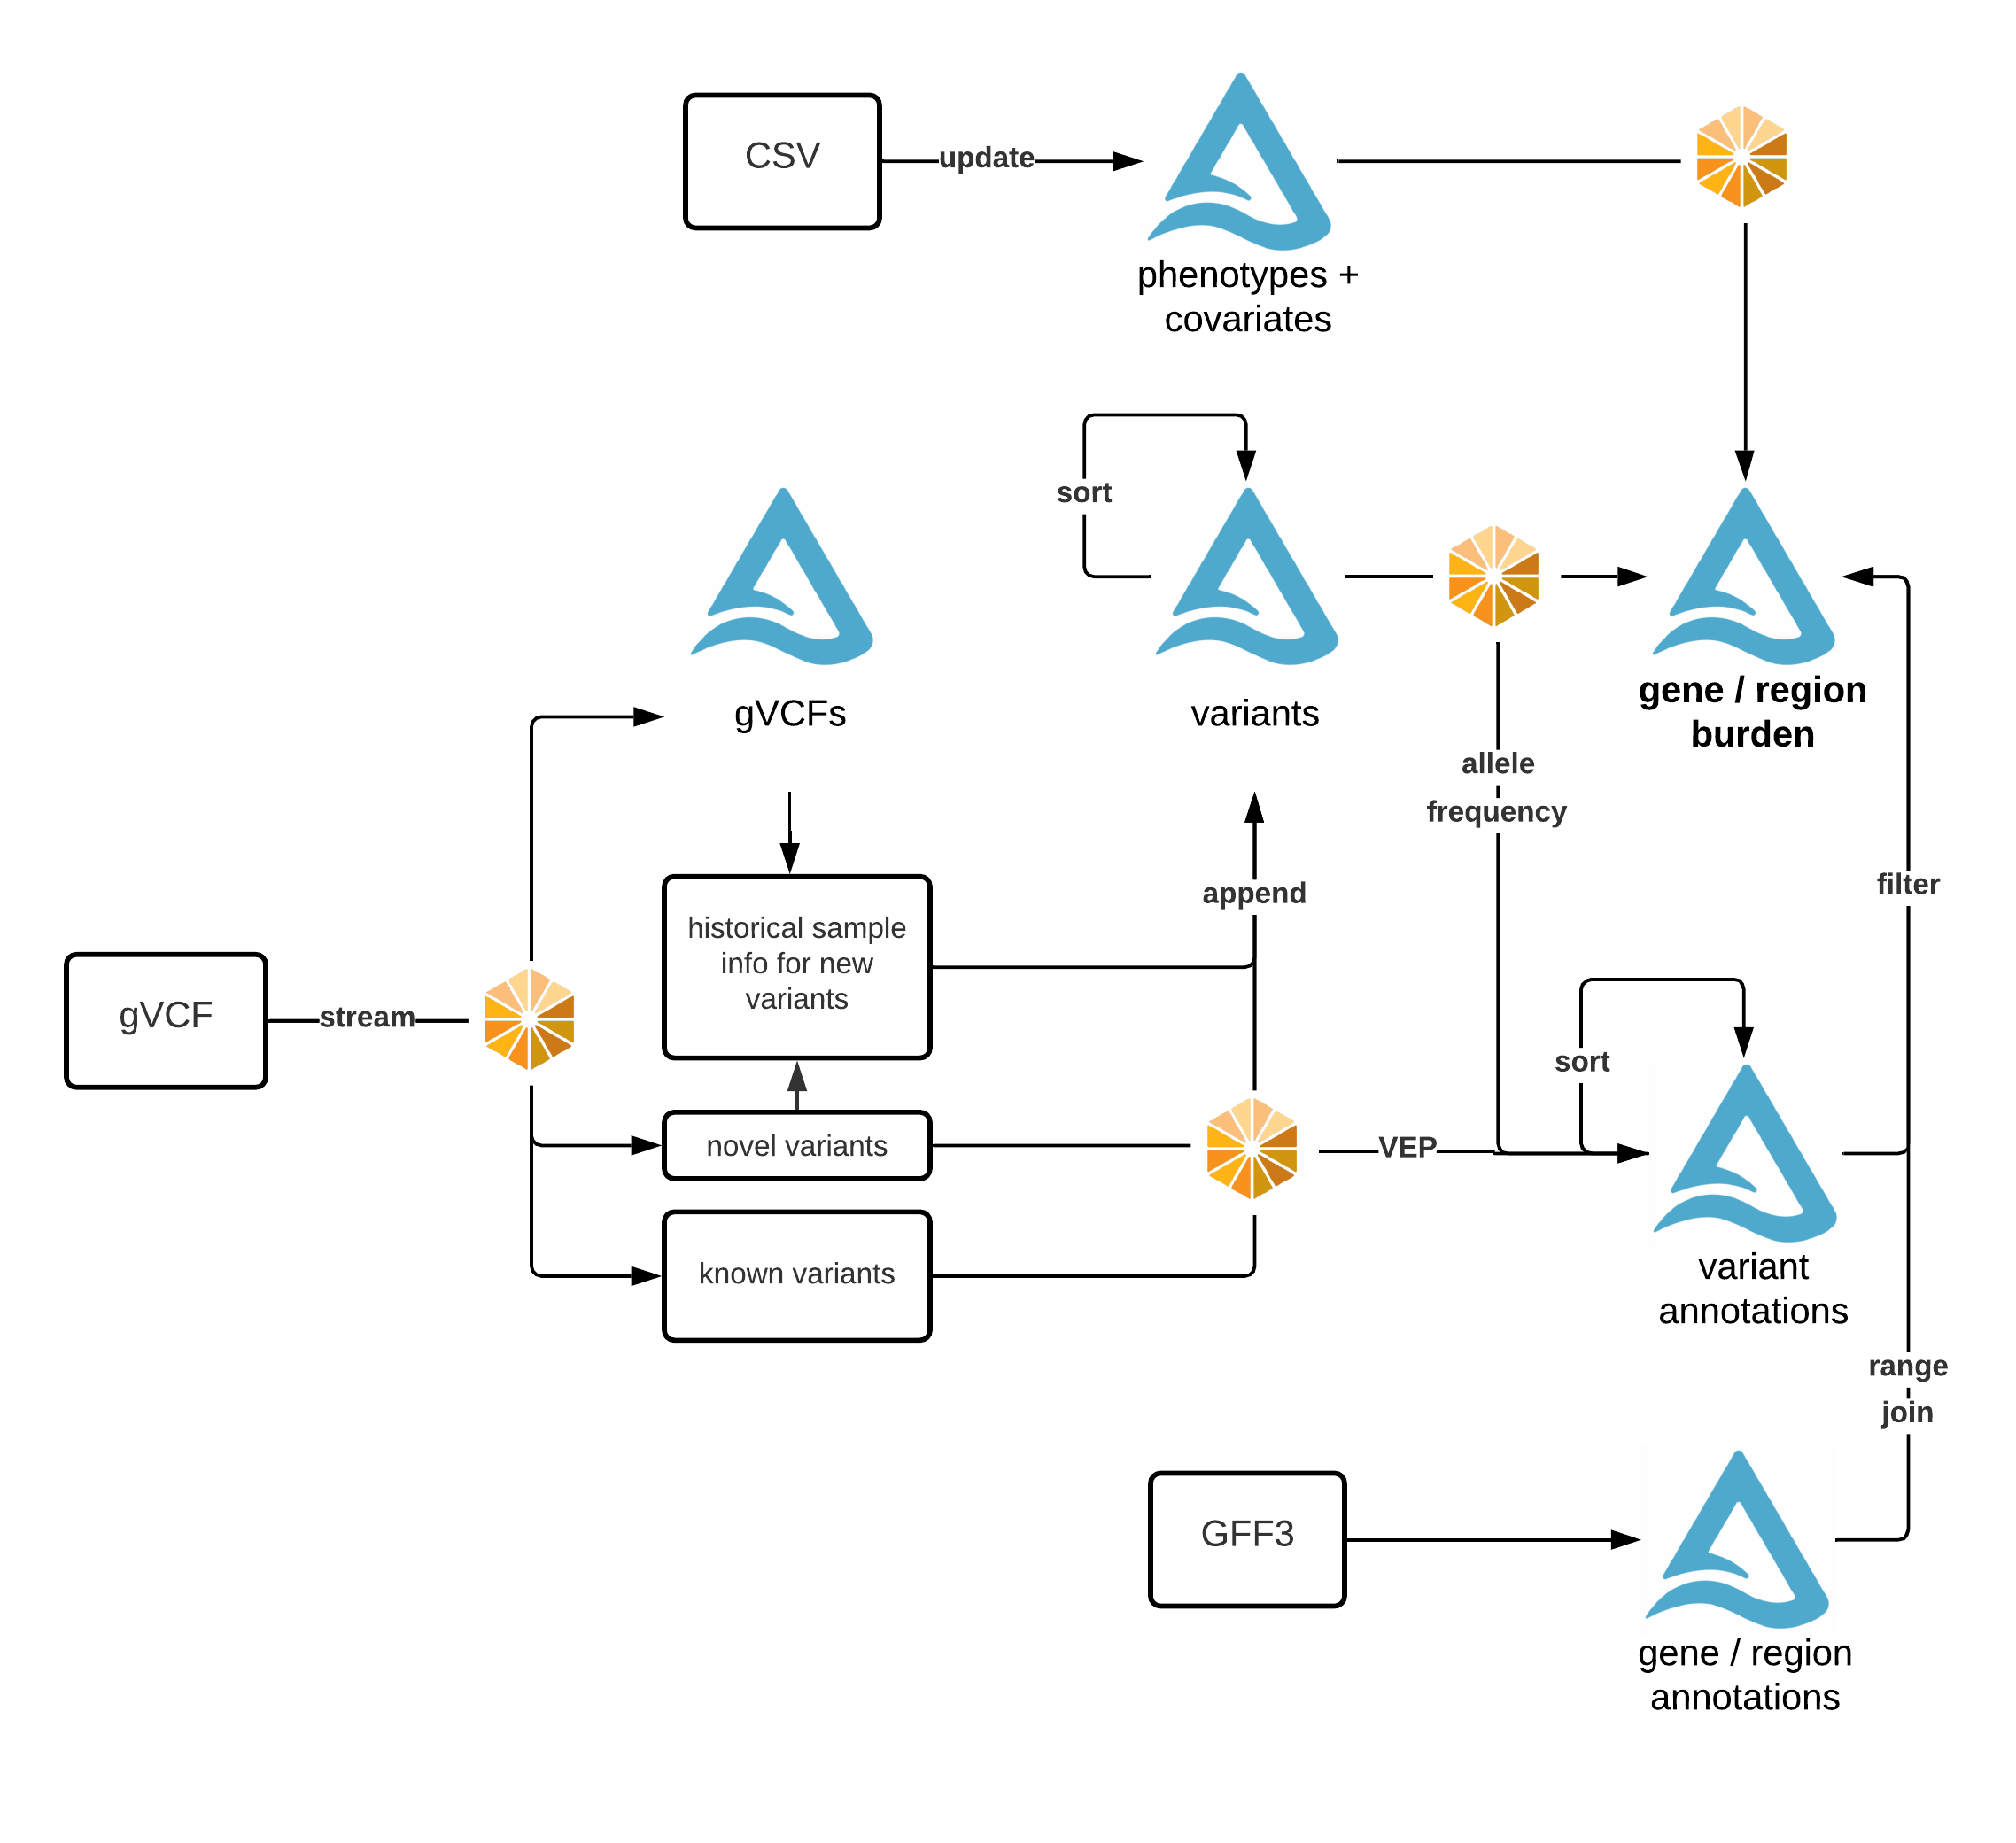 CSV
update
phenotypes +
covariates
sort
gVCFs
variants
gene / region
burden
allele
frequency
append
filter
historical sample
info for new
variants
gVCF
stream
sort
novel variants
VEP
known variants
variant
annotations
range
join
GFF3
gene / region
annotations